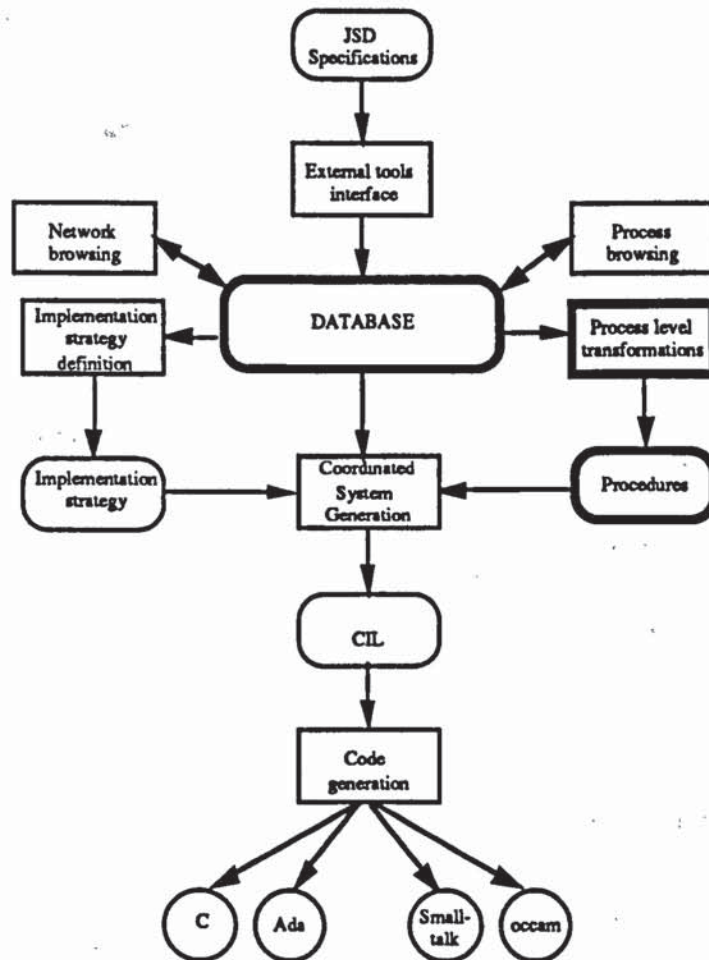 JSD
Specifications
External tools
interface
Network
browsing
Process
browsing
DATABASE
Implementation
strategy
definition
Process level
transformations
Implementation
strategy
Coordinated
System
Generation
Procedures
CIL
Code
generation
C
Ada
Small-
talk
occam